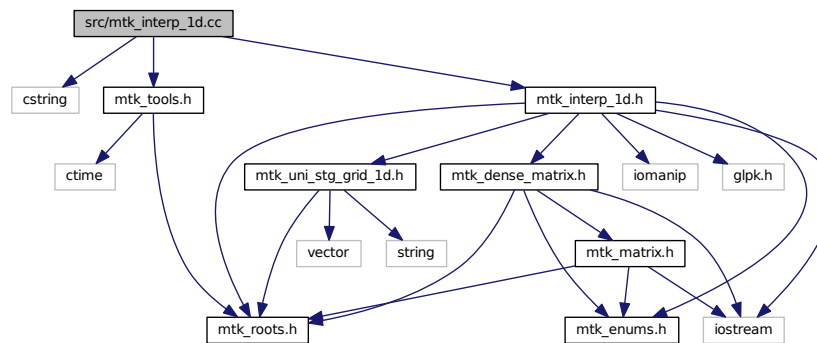 src/mtk_interp_1d.cc
cstring
mtk_tools.h
mtk_interp_1d.h
ctime
mtk_uni_stg_grid_1d.h
mtk_dense_matrix.h
iomanip
glpk.h
vector
string
mtk_matrix.h
mtk_roots.h
mtk_enums.h
iostream